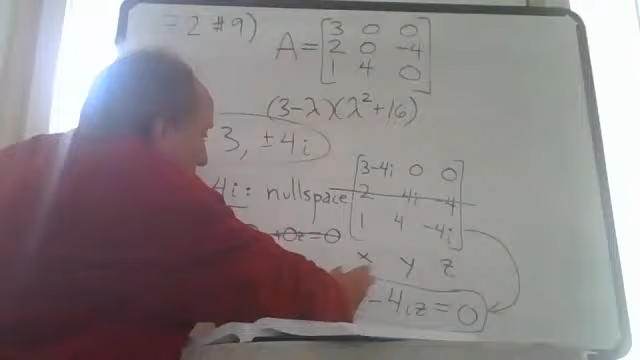 2 #9)
A = [3 0 0
2 0 -4
1 4 0]
(3-λ)(λ²+16)
3, ±4i
4i: nullspace [3-4i 0 0
2 4i -4
1 4 -4i]
+0z=0
x y z
-4iz=0